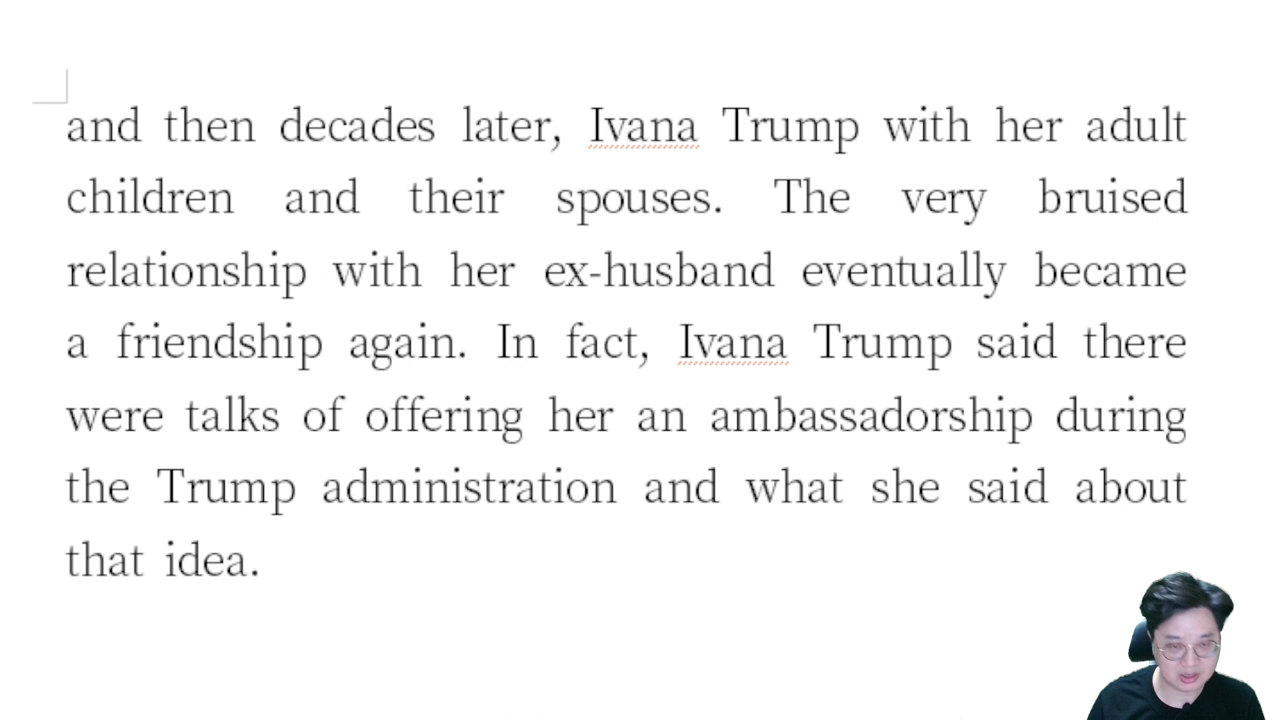 and then decades later, Ivana Trump with her adult
children and their spouses. The very bruised
relationship with her ex-husband eventually became
a friendship again. In fact, Ivana Trump said there
were talks of offering her an ambassadorship during
the Trump administration and what she said about
that idea.